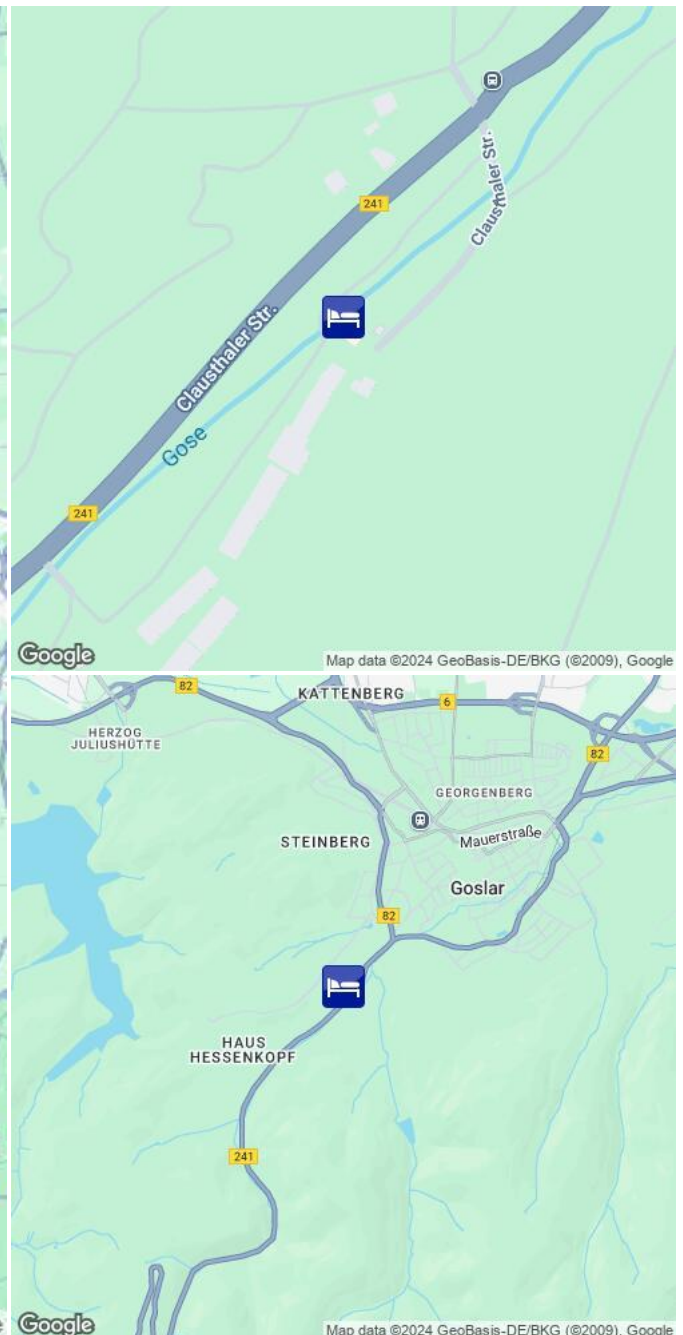 Clausthaler Str.
241
Clausthaler Str.
Gose
241
Google
Map data ©2024 GeoBasis-DE/BKG (©2009), Google
82
KATTENBERG
6
HERZOG
JULIUSHÜTTE
82
GEORGENBERG
STEINBERG
Mauerstraße
Goslar
82
HAUS
HESSENKOPF
241
Google
Map data ©2024 GeoBasis-DE/BKG (©2009), Google